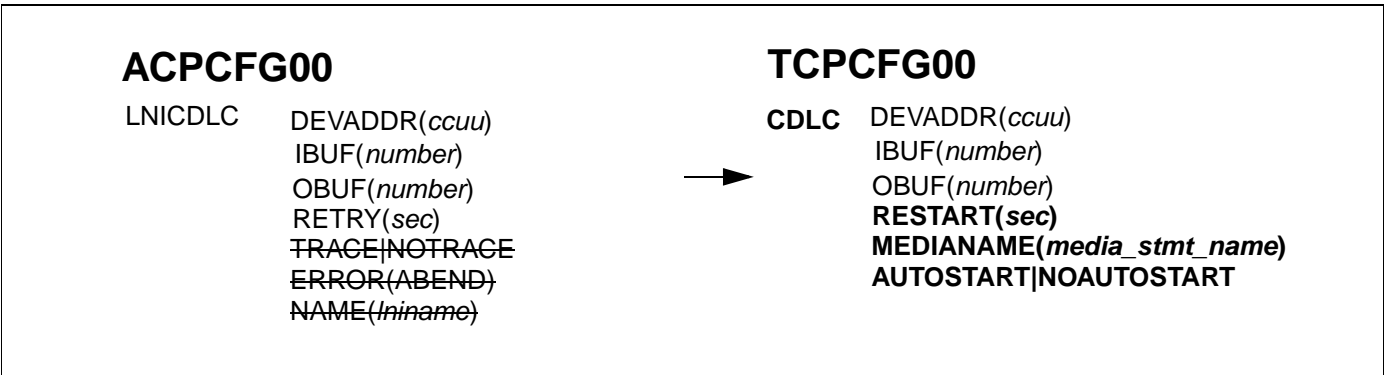 ACPCFG00
LNICDLC DEVADDR(ccuu)
IBUF(number)
OBUF(number)
RETRY(sec)
TRACE|NOTRACE
ERROR(ABEND)
NAME(lniname)
TCPCFG00
CDLC DEVADDR(ccuu)
IBUF(number)
OBUF(number)
RESTART(sec)
MEDIANAME(media_stmt_name)
AUTOSTART|NOAUTOSTART